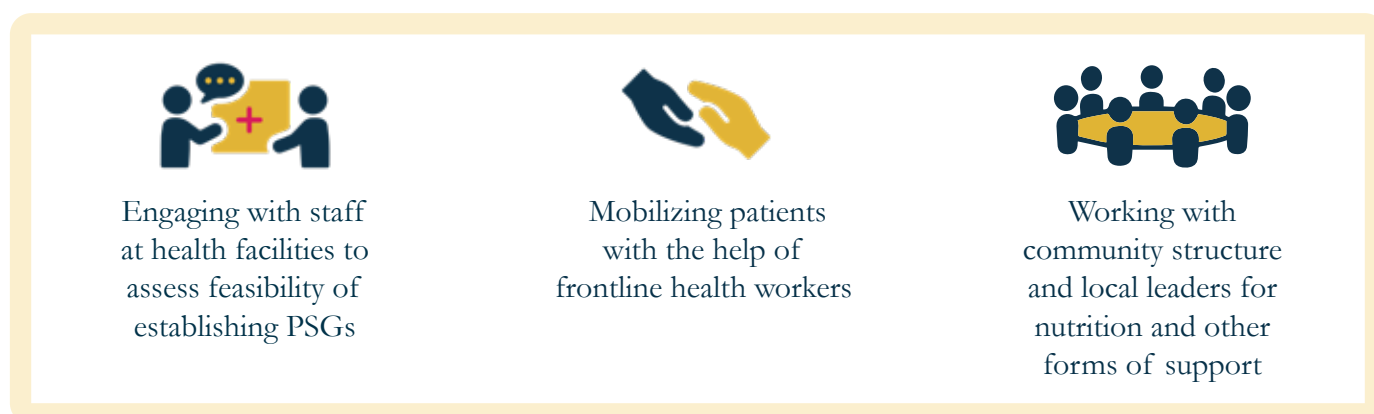 Engaging with staff
at health facilities to
assess feasibility of
establishing PSGs
Mobilizing patients
with the help of
frontline health workers
Working with
community structure
and local leaders for
nutrition and other
forms of support